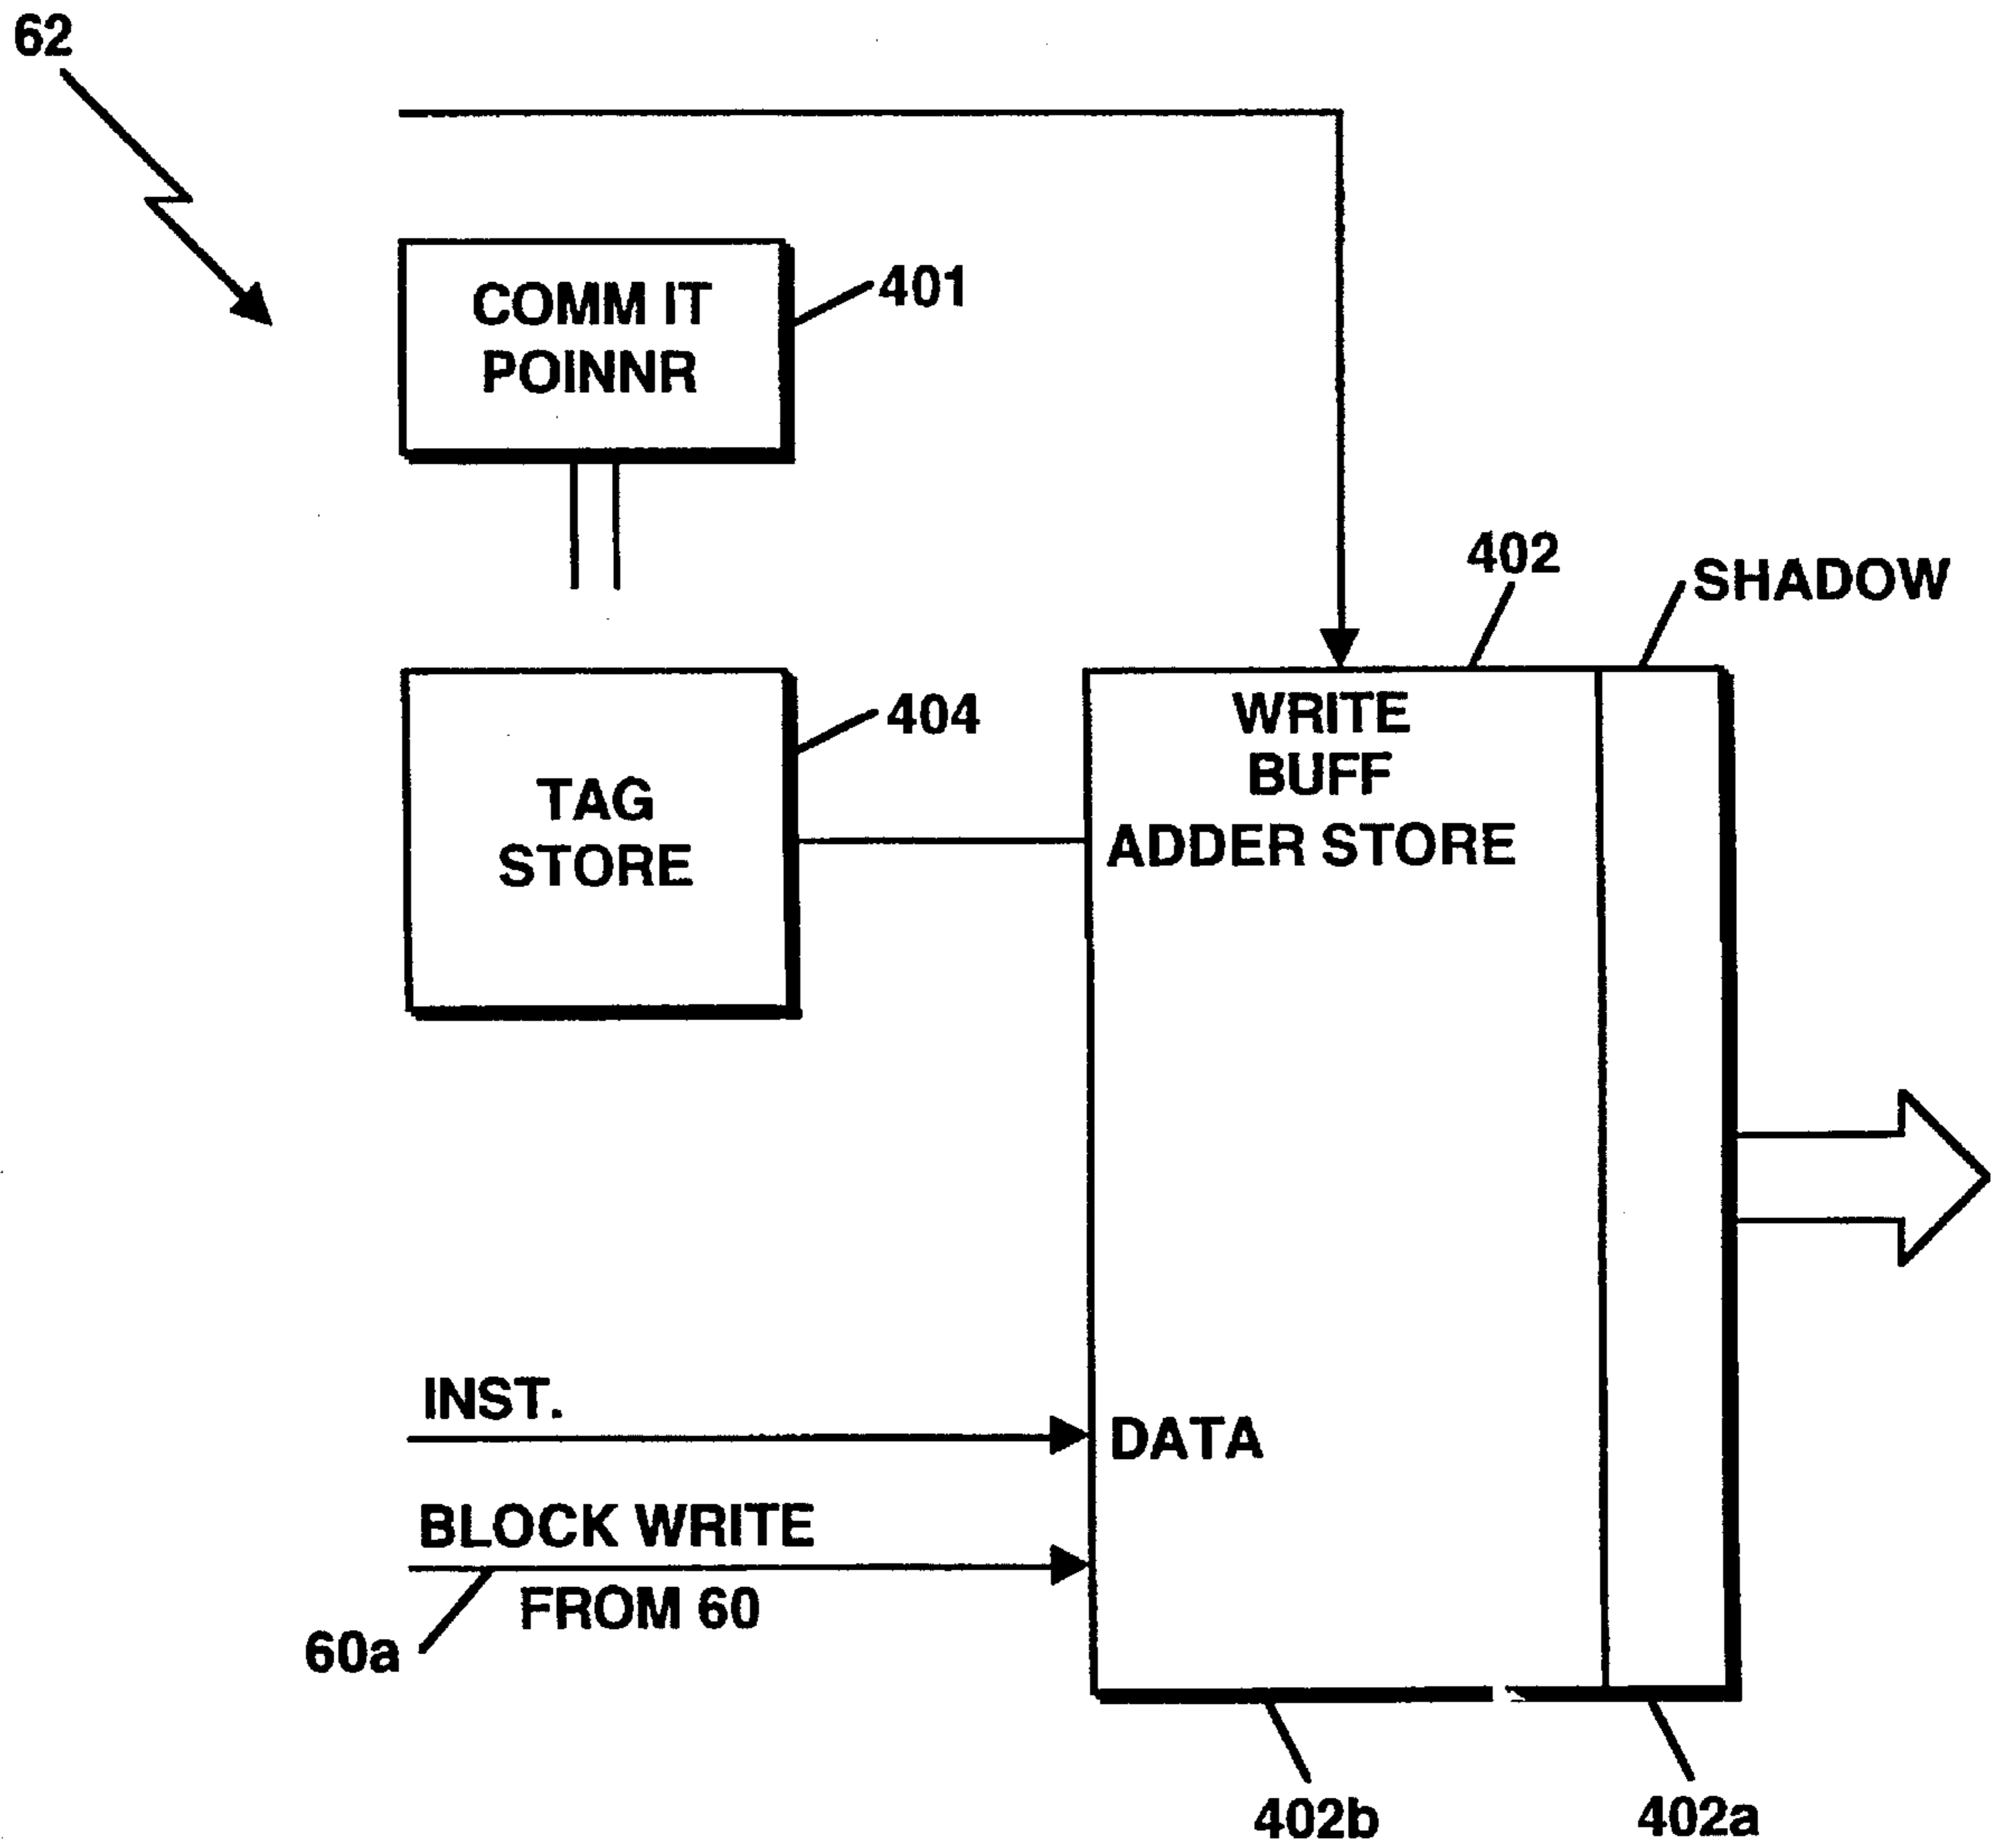 62
COMM IT
POINNR
401
402
SHADOW
TAG
STORE
404
WRITE
BUFF
ADDER STORE
INST.
DATA
BLOCK WRITE
FROM 60
60a
402b
402a